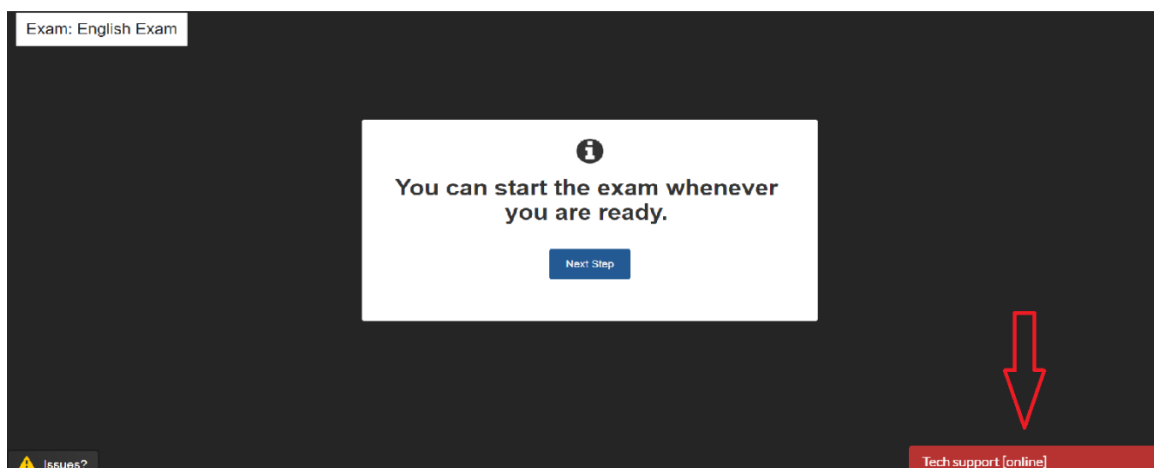 Exam: English Exam
You can start the exam whenever
you are ready.
Next Step
Issues?
Tech support [online]